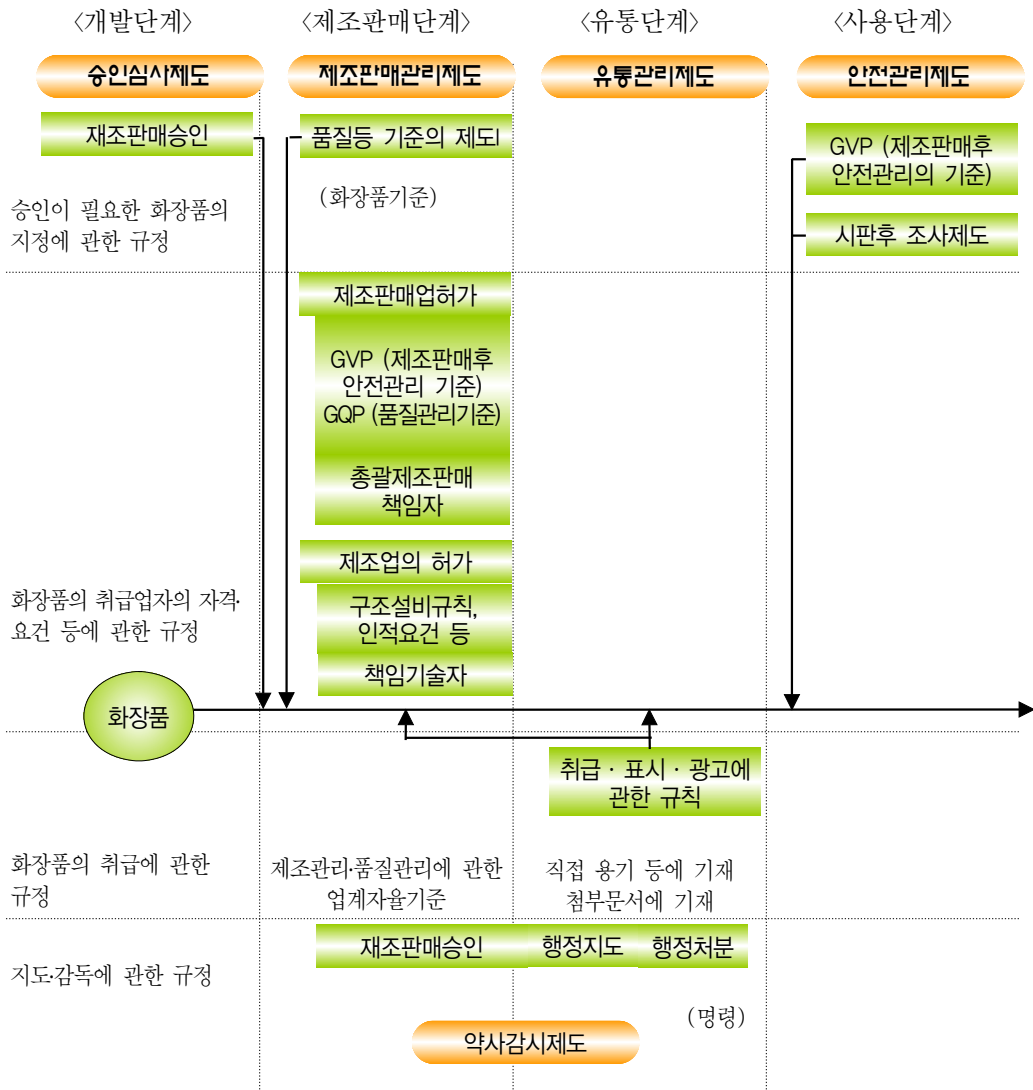 〈개발단계〉 〈제조판매단계〉 〈유통단계〉 〈사용단계〉
승인심사제도 제조판매관리제도 유통관리제도 안전관리제도
재조판매승인
품질등 기준의 제도I
(화장품기준)
GVP (제조판매후
안전관리의 기준)
시판후 조사제도
승인이 필요한 화장품의
지정에 관한 규정
제조판매업허가
GVP (제조판매후
안전관리 기준)
GQP (품질관리기준)
총괄제조판매
책임자
제조업의 허가
구조설비규칙,
인적요건 등
책임기술자
화장품의 취급업자의 자격·
요건 등에 관한 규정
화장품
취급 · 표시 · 광고에
관한 규칙
화장품의 취급에 관한
규정
제조관리·품질관리에 관한
업계자율기준
직접 용기 등에 기재
첨부문서에 기재
재조판매승인 행정지도 행정처분
지도·감독에 관한 규정
(명령)
약사감시제도